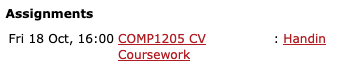 Assignments
Fri 18 Oct, 16:00 COMP1205 CV Coursework : Handin